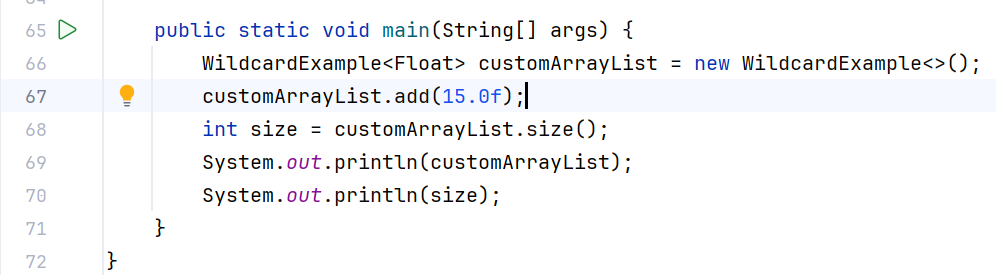 65 public static void main(String[] args) {
66 WildcardExample<Float> customArrayList = new WildcardExample<>();
67 customArrayList.add(15.0f);
68 int size = customArrayList.size();
69 System.out.println(customArrayList);
70 System.out.println(size);
71 }
72 }